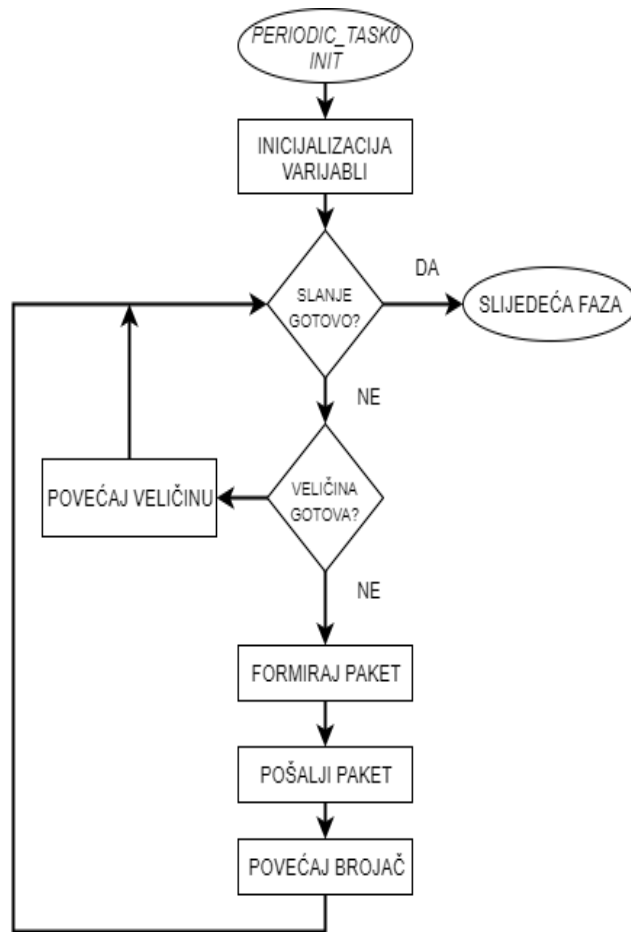 PERIODIC_TASK0
INIT
INICIJALIZACIJA
VARIJABLI
SLANJE
GOTOVO?
DA
SLIJEDEĆA FAZA
NE
VELIČINA
GOTOVA?
POVEĆAJ VELIČINU
NE
FORMIRAJ PAKET
POŠALJI PAKET
POVEĆAJ BROJAČ